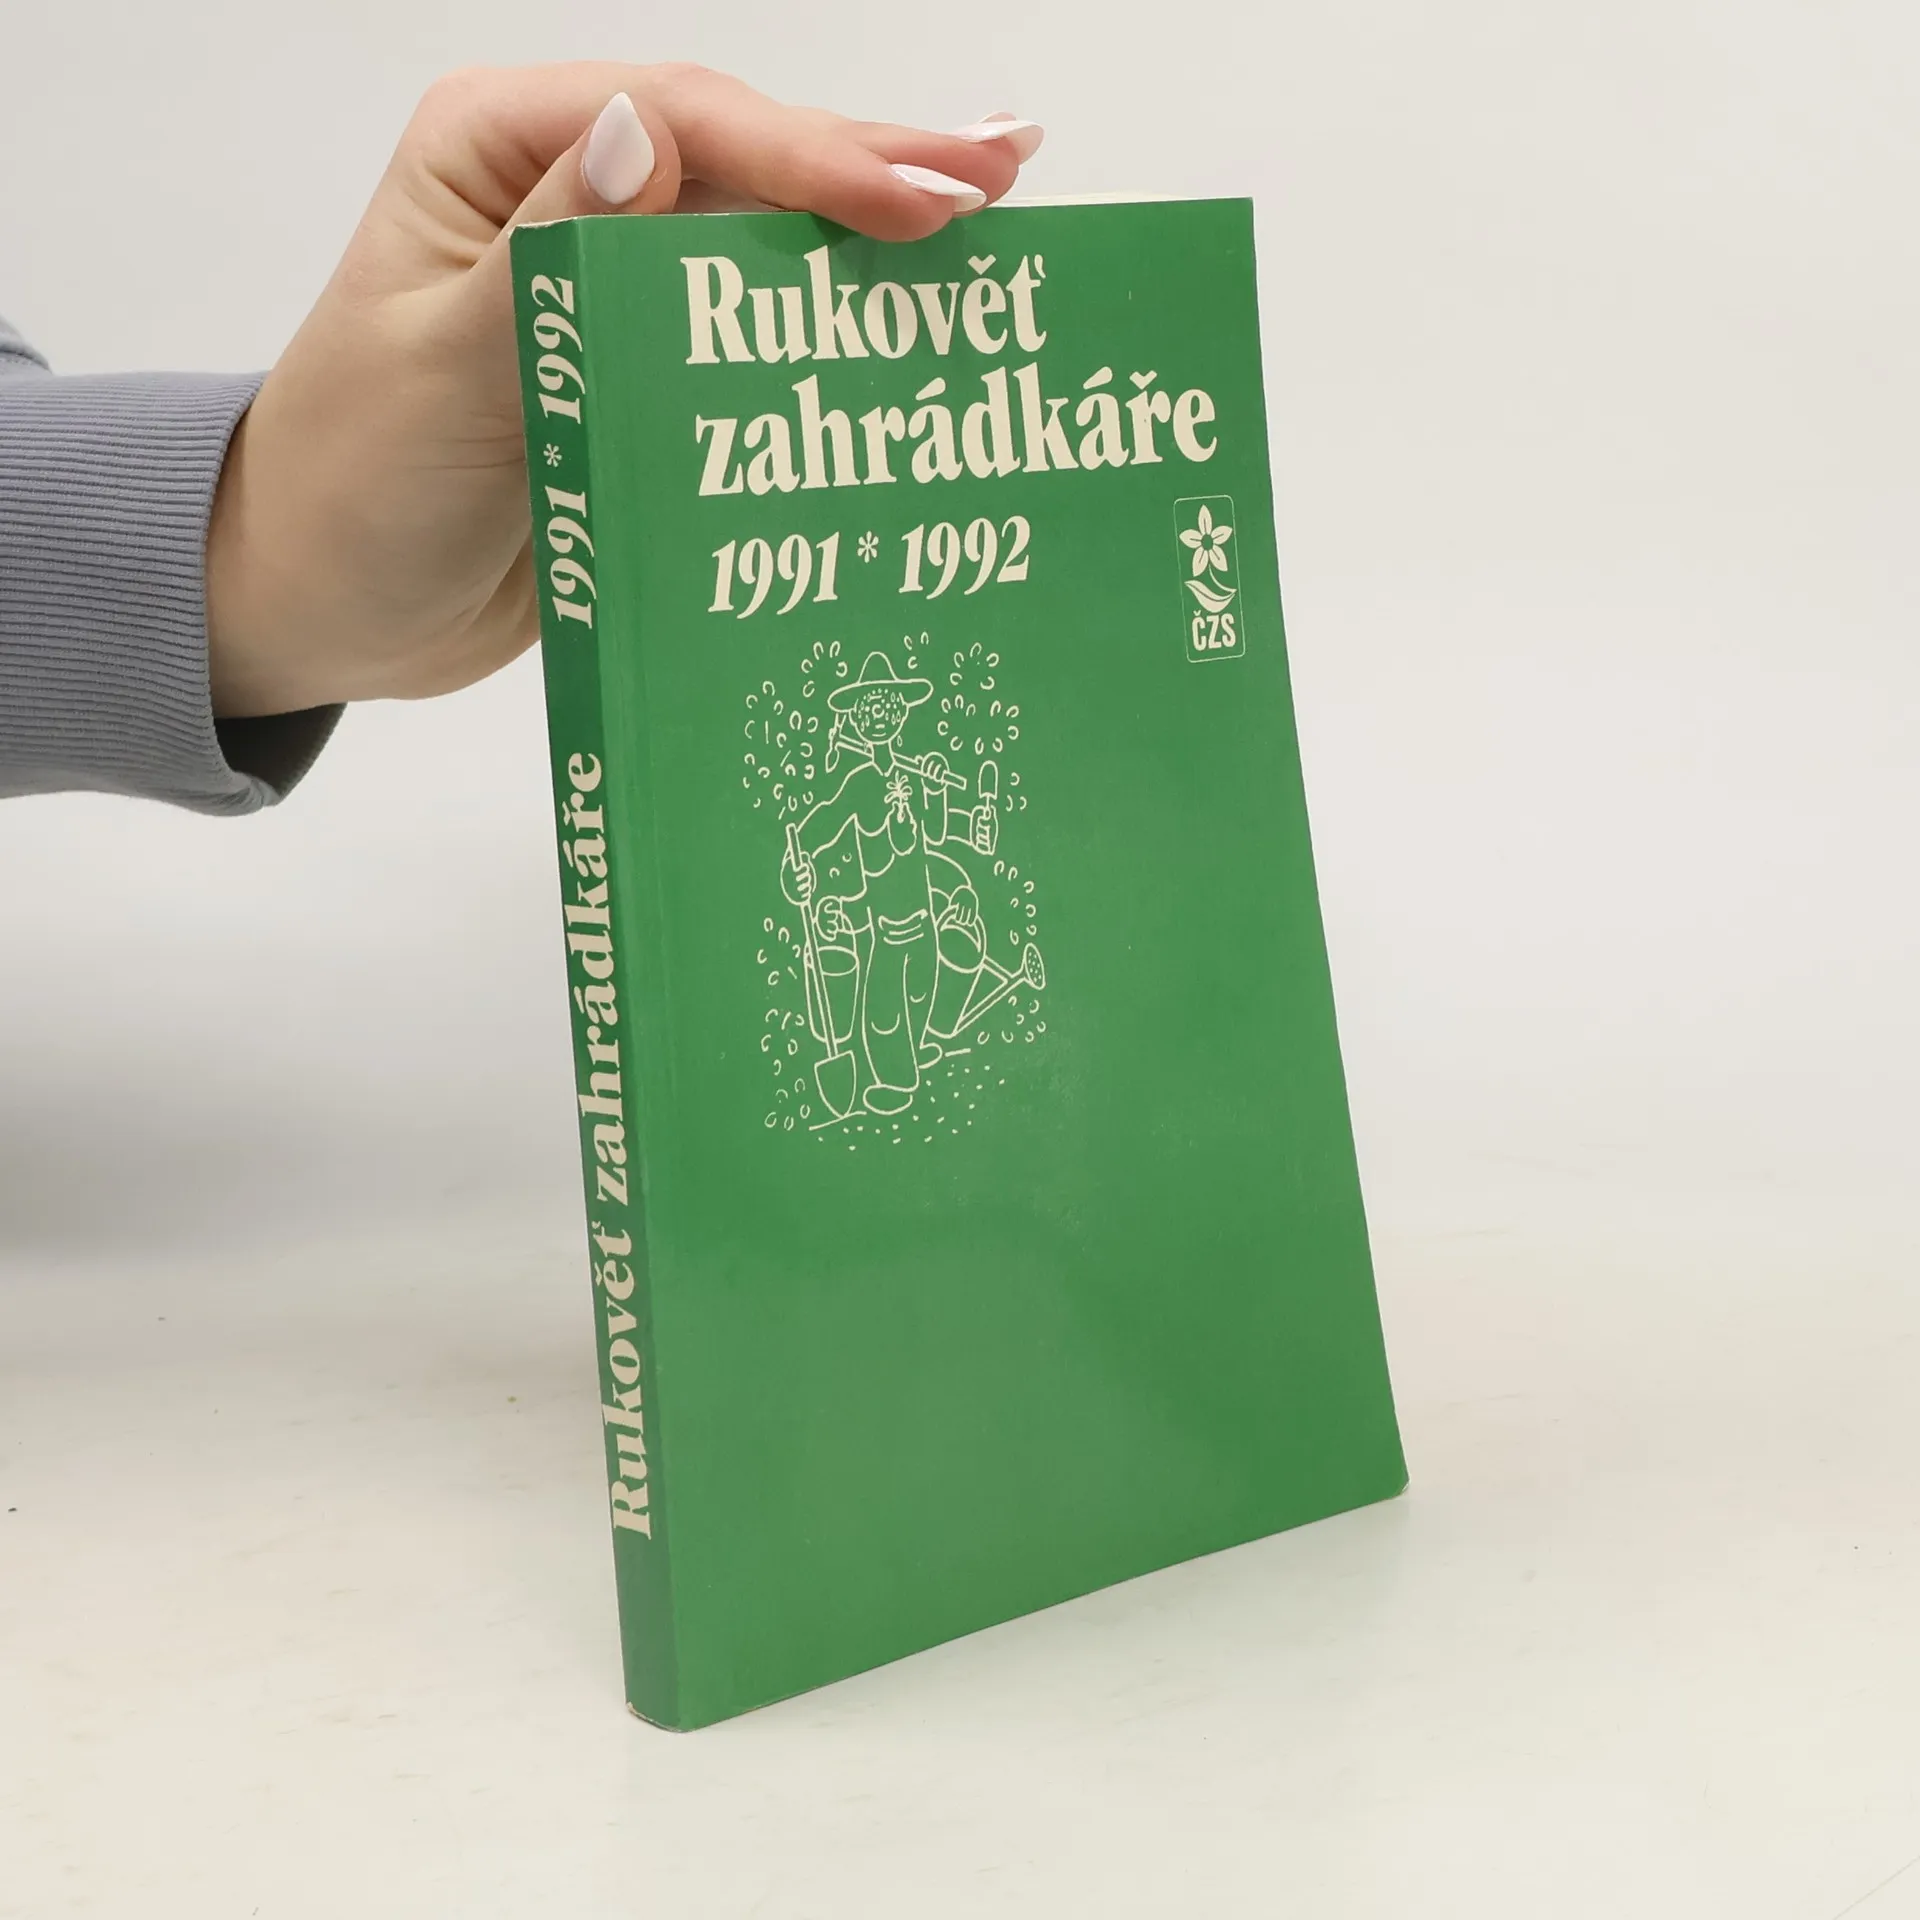 Rukověť
zahrádkáře
1991 * 1992
ČZS
Rukověť zahrádkáře 1991 * 1992